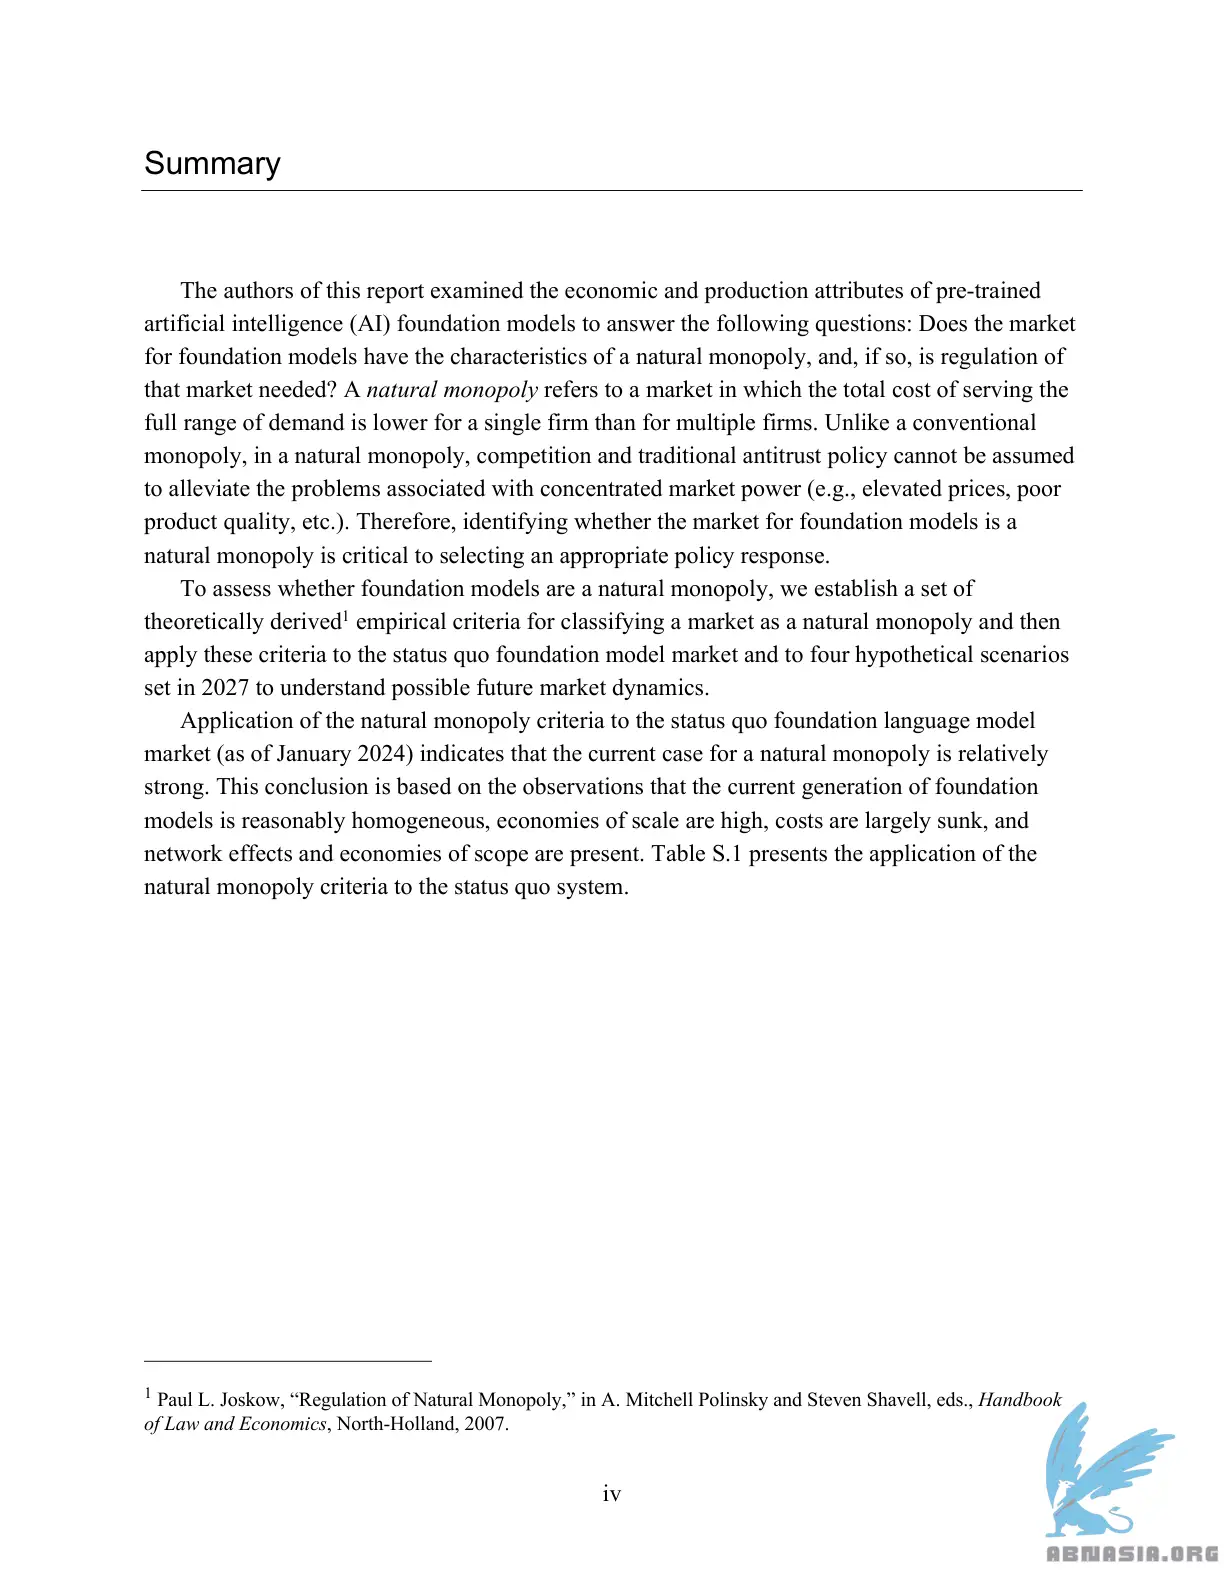 Summary
The authors of this report examined the economic and production attributes of pre-trained
artificial intelligence (AI) foundation models to answer the following questions: Does the market
for foundation models have the characteristics of a natural monopoly, and, if so, is regulation of
that market needed? A natural monopoly refers to a market in which the total cost of serving the
full range of demand is lower for a single firm than for multiple firms. Unlike a conventional
monopoly, in a natural monopoly, competition and traditional antitrust policy cannot be assumed
to alleviate the problems associated with concentrated market power (e.g., elevated prices, poor
product quality, etc.). Therefore, identifying whether the market for foundation models is a
natural monopoly is critical to selecting an appropriate policy response.
To assess whether foundation models are a natural monopoly, we establish a set of
theoretically derived1 empirical criteria for classifying a market as a natural monopoly and then
apply these criteria to the status quo foundation model market and to four hypothetical scenarios
set in 2027 to understand possible future market dynamics.
Application of the natural monopoly criteria to the status quo foundation language model
market (as of January 2024) indicates that the current case for a natural monopoly is relatively
strong. This conclusion is based on the observations that the current generation of foundation
models is reasonably homogeneous, economies of scale are high, costs are largely sunk, and
network effects and economies of scope are present. Table S.1 presents the application of the
natural monopoly criteria to the status quo system.
1 Paul L. Joskow, “Regulation of Natural Monopoly,” in A. Mitchell Polinsky and Steven Shavell, eds., Handbook
of Law and Economics, North-Holland, 2007.
iv
ABNASIA.ORG